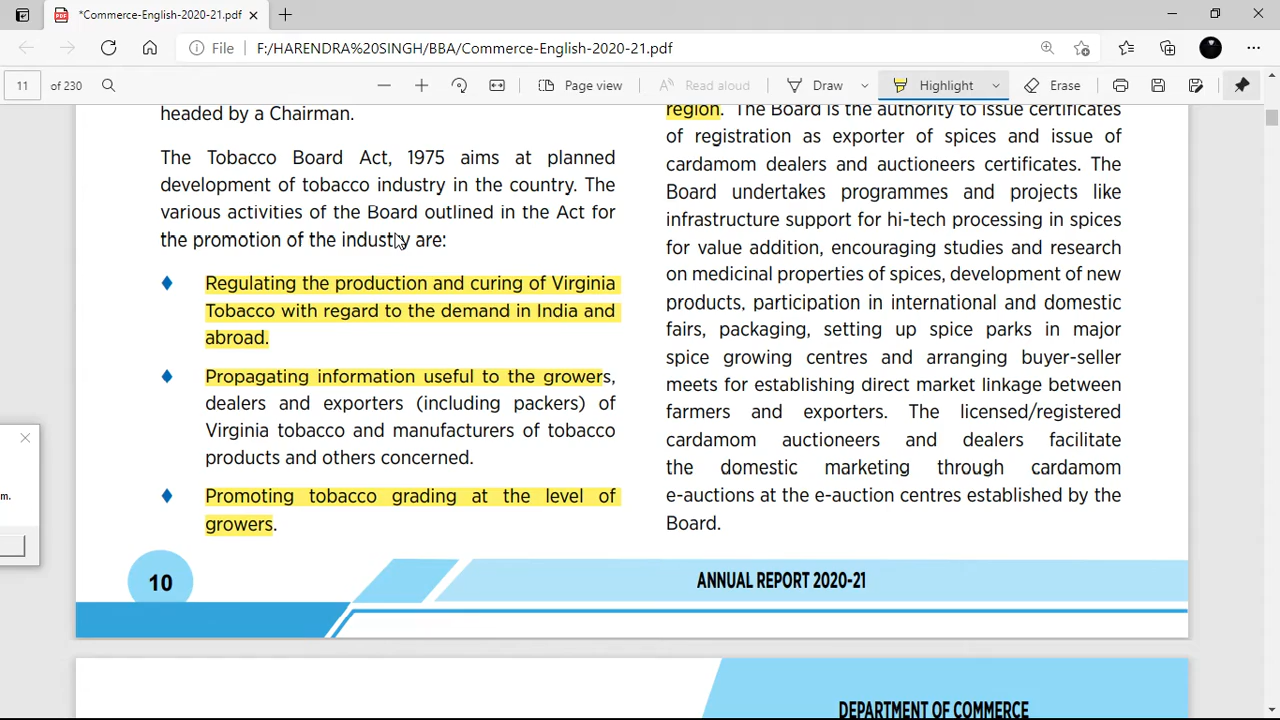 *Commerce-English-2020-21.pdf
File
F:/HARENDRA%20SINGH/BBA/Commerce-English-2020-21.pdf
11 of 230
Page view
Read aloud
Draw
Highlight
Erase
headed by a Chairman.
The Tobacco Board Act, 1975 aims at planned
development of tobacco industry in the country. The
various activities of the Board outlined in the Act for
the promotion of the industry are:
Regulating the production and curing of Virginia
Tobacco with regard to the demand in India and
abroad.
Propagating information useful to the growers,
dealers and exporters (including packers) of
Virginia tobacco and manufacturers of tobacco
products and others concerned.
Promoting tobacco grading at the level of
growers.
region. The Board is the authority to issue certificates
of registration as exporter of spices and issue of
cardamom dealers and auctioneers certificates. The
Board undertakes programmes and projects like
infrastructure support for hi-tech processing in spices
for value addition, encouraging studies and research
on medicinal properties of spices, development of new
products, participation in international and domestic
fairs, packaging, setting up spice parks in major
spice growing centres and arranging buyer-seller
meets for establishing direct market linkage between
farmers and exporters. The licensed/registered
cardamom auctioneers and dealers facilitate
the domestic marketing through cardamom
e-auctions at the e-auction centres established by the
Board.
m.
10
ANNUAL REPORT 2020-21
DEPARTMENT OF COMMERCE